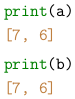 print(a)
[7, 6]
print(b)
[7, 6]